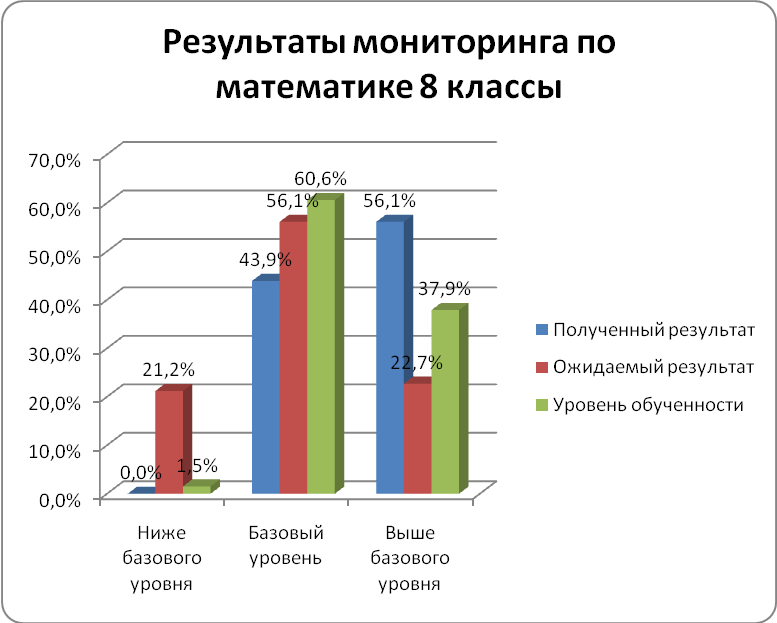 Результаты мониторинга по
математике 8 классы
70,0%
60,0%
50,0%
40,0%
30,0%
20,0%
10,0%
0,0%
0,0%
21,2%
1,5%
43,9%
56,1%
60,6%
56,1%
22,7%
37,9%
Ниже
базового
уровня
Базовый
уровень
Выше
базового
уровня
Полученный результат
Ожидаемый результат
Уровень обученности